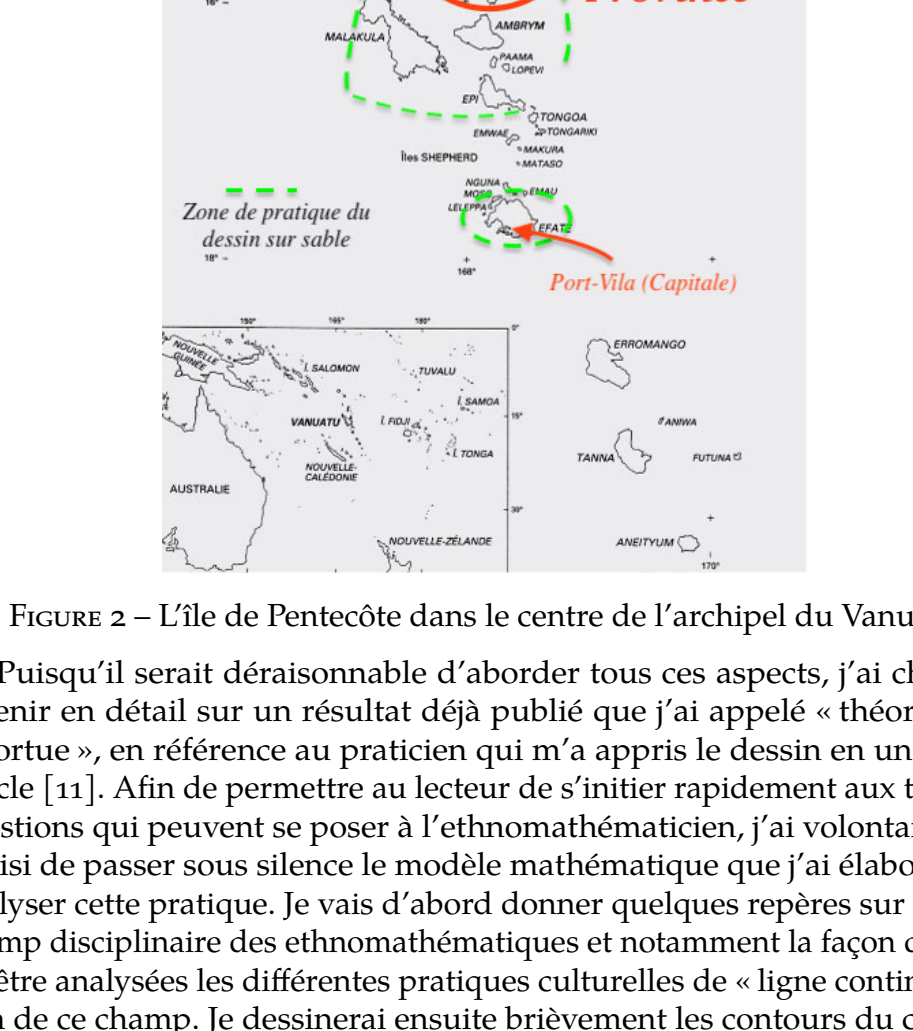 16° –
MALAKULA
AMBRYM
PAAMA
LOPEVI
EPI
TONGOA
EMWAE
TONGARIKI
MAKURA
Îles SHEPHERD
MATASO
NGUNA
MOSO
EMAU
LELEPPA
EFATE
Zone de pratique du
dessin sur sable
18° –
168°
Port-Vila (Capitale)
150° 165° 180° 0°
NOUVELLE
GUINÉE
Î. SALOMON
TUVALU
ERROMANGO
Î. SAMOA
VANUATU
Î. FIDJI
15°
ANIWA
Î. TONGA
TANNA
FUTUNA
NOUVELLE-
CALÉDONIE
AUSTRALIE
30°
NOUVELLE-ZÉLANDE
ANEITYUM
170°
FIGURE 2 – L'île de Pentecôte dans le centre de l'archipel du Vanu
Puisqu'il serait déraisonnable d'aborder tous ces aspects, j'ai ch
enir en détail sur un résultat déjà publié que j'ai appelé « théor
ortue », en référence au praticien qui m'a appris le dessin en un
cle [11]. Afin de permettre au lecteur de s'initier rapidement aux t
stions qui peuvent se poser à l'ethnomathématicien, j'ai volontai
isi de passer sous silence le modèle mathématique que j'ai élabo
lyser cette pratique. Je vais d'abord donner quelques repères sur
mp disciplinaire des ethnomathématiques et notamment la façon d
être analysées les différentes pratiques culturelles de « ligne contin
n de ce champ. Je dessinerai ensuite brièvement les contours du c